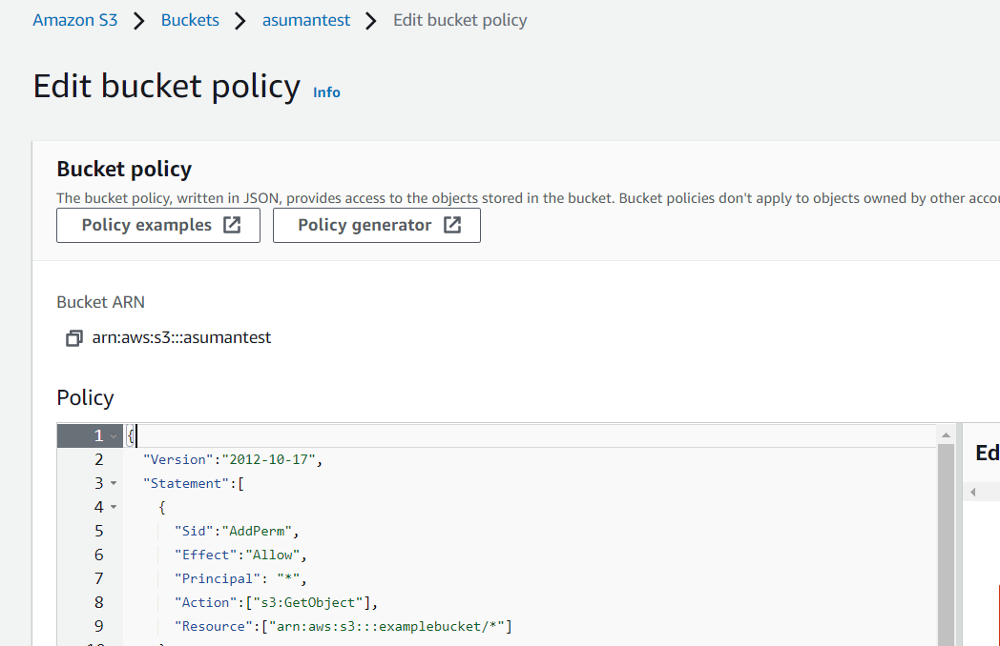 Amazon S3 > Buckets > asumantest > Edit bucket policy
Edit bucket policy Info
Bucket policy
The bucket policy, written in JSON, provides access to the objects stored in the bucket. Bucket policies don't apply to objects owned by other
Policy examples Policy generator
Bucket ARN
arn:aws:s3:::asumantest
Policy
1 {
2 "Version":"2012-10-17",
3 "Statement":[
4 {
5 "Sid":"AddPerm",
6 "Effect":"Allow",
7 "Principal": "*",
8 "Action":["s3:GetObject"],
9 "Resource":["arn:aws:s3:::examplebucket/*"]